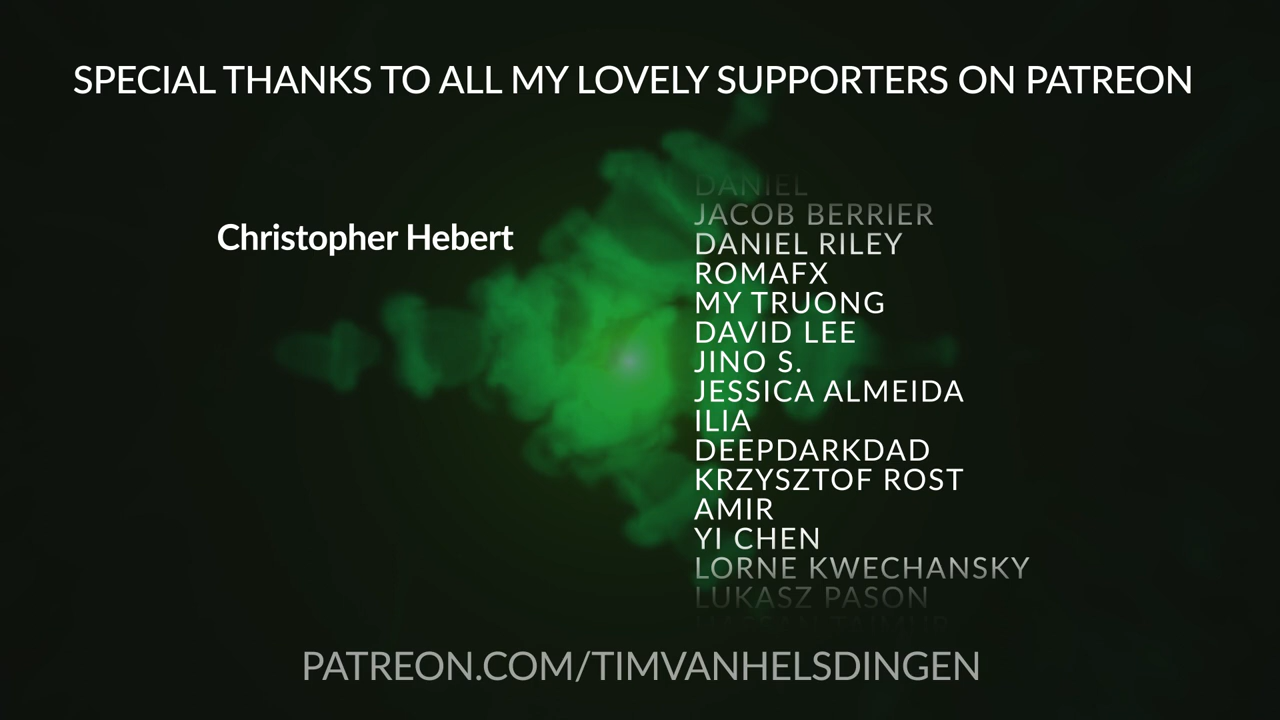 SPECIAL THANKS TO ALL MY LOVELY SUPPORTERS ON PATREON
Christopher Hebert
DANIEL
JACOB BERRIER
DANIEL RILEY
ROMAFX
MY TRUONG
DAVID LEE
JINO S.
JESSICA ALMEIDA
ILIA
DEEPDARKDAD
KRZYSZTOF ROST
AMIR
YI CHEN
LORNE KWECHANSKY
LUKASZ PASON
PATREON.COM/TIMVANHELSDINGEN